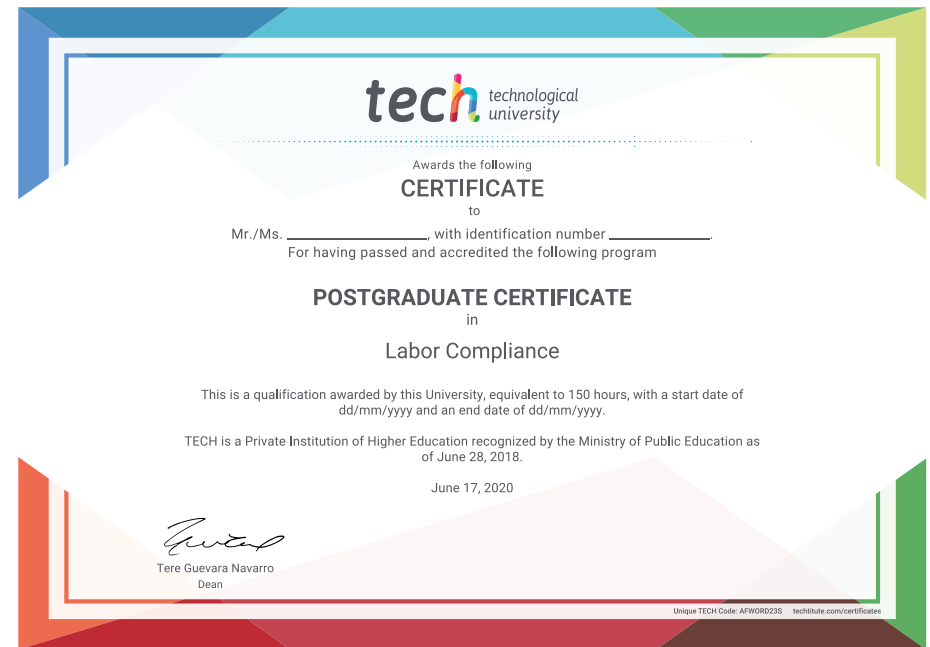 tech technological
university
Awards the following
CERTIFICATE
to
Mr./Ms. ____________________, with identification number ______________.
For having passed and accredited the following program
POSTGRADUATE CERTIFICATE
in
Labor Compliance
This is a qualification awarded by this University, equivalent to 150 hours, with a start date of
dd/mm/yyyy and an end date of dd/mm/yyyy.
TECH is a Private Institution of Higher Education recognized by the Ministry of Public Education as
of June 28, 2018.
June 17, 2020
Tere Guevara Navarro
Dean
Unique TECH Code: AFWORD23S techtitute.com/certificates